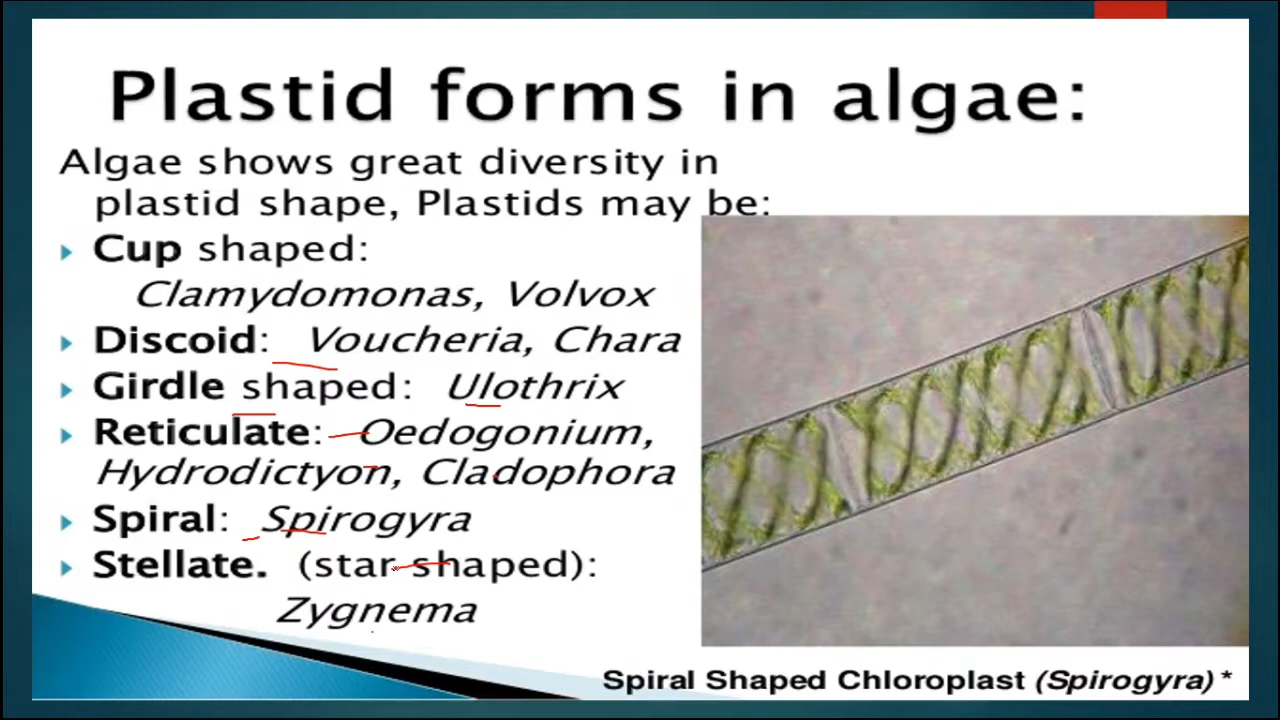 Plastid forms in algae:
Algae shows great diversity in
plastid shape, Plastids may be:
Cup shaped:
Clamydomonas, Volvox
Discoid: Voucheria, Chara
Girdle shaped: Ulothrix
Reticulate: Oedogonium,
Hydrodictyon, Cladophora
Spiral: Spirogyra
Stellate. (star shaped):
Zygnema
Spiral Shaped Chloroplast (Spirogyra) *